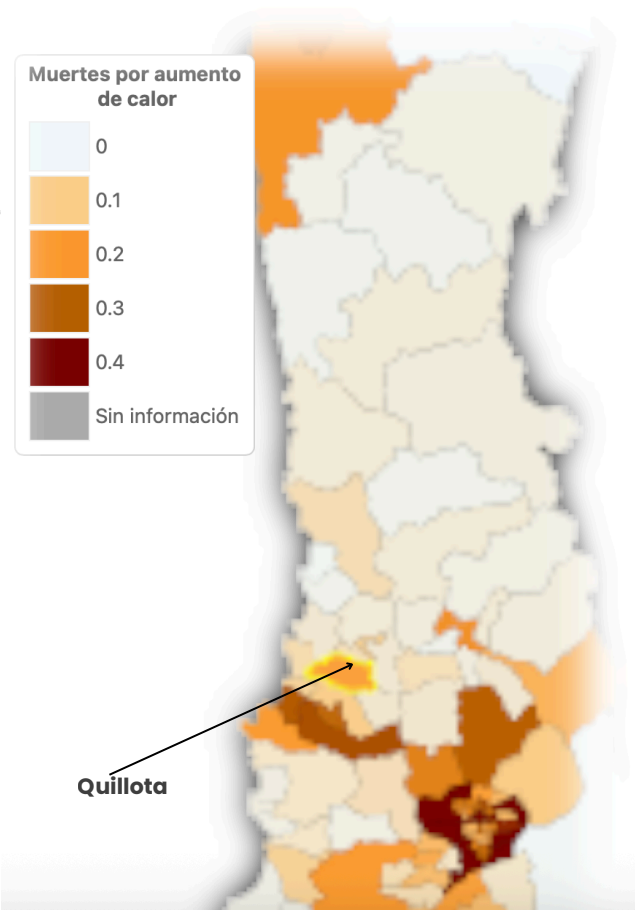 Muertes por aumento
de calor
0
0.1
0.2
0.3
0.4
Sin información
Quillota